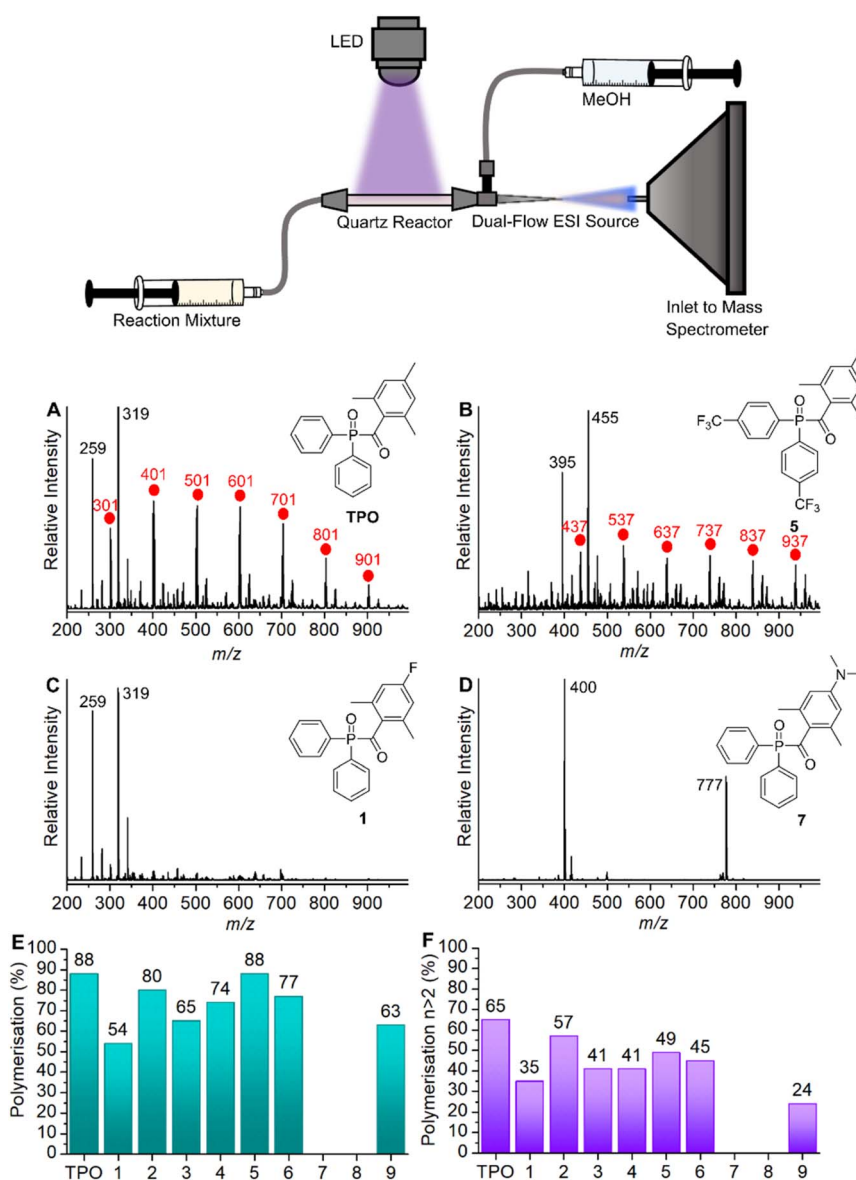 LED
MeOH
Quartz Reactor
Dual-Flow ESI Source
Reaction Mixture
Inlet to Mass
Spectrometer
A
319
259
301
401
501
601
701
801
901
O
P
O
TPO
Relative Intensity
200 300 400 500 600 700 800 900
m/z
B
455
395
437
537
637
737
837
937
F₃C
O
P
O
CF₃
5
Relative Intensity
200 300 400 500 600 700 800 900
m/z
C
319
259
F
O
P
O
1
Relative Intensity
200 300 400 500 600 700 800 900
m/z
D
400
777
N
O
P
O
7
Relative Intensity
200 300 400 500 600 700 800 900
m/z
E
Polymerisation (%)
100
90
80
70
60
50
40
30
20
10
0
88 54 80 65 74 88 77 63
TPO 1 2 3 4 5 6 7 8 9
F
Polymerisation n>2 (%)
100
90
80
70
60
50
40
30
20
10
0
65 35 57 41 41 49 45 24
TPO 1 2 3 4 5 6 7 8 9